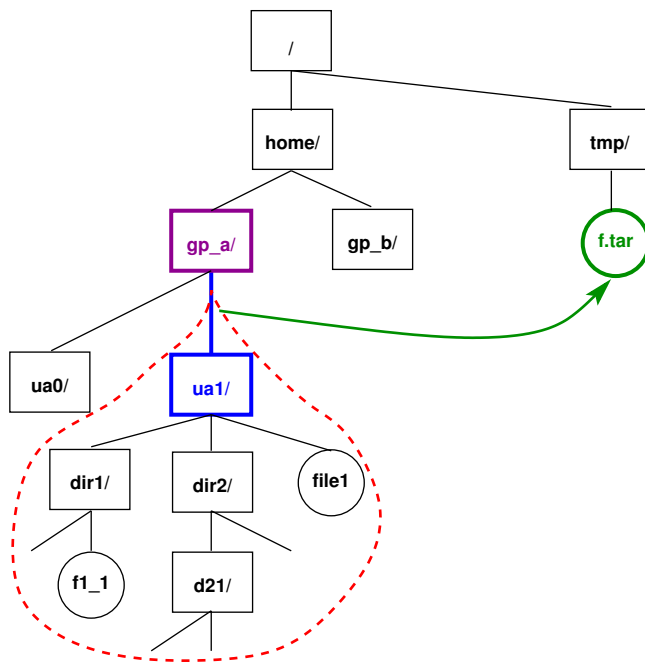 /
home/
tmp/
gp_a/
gp_b/
f.tar
ua0/
ua1/
dir1/
dir2/
file1
f1_1
d21/